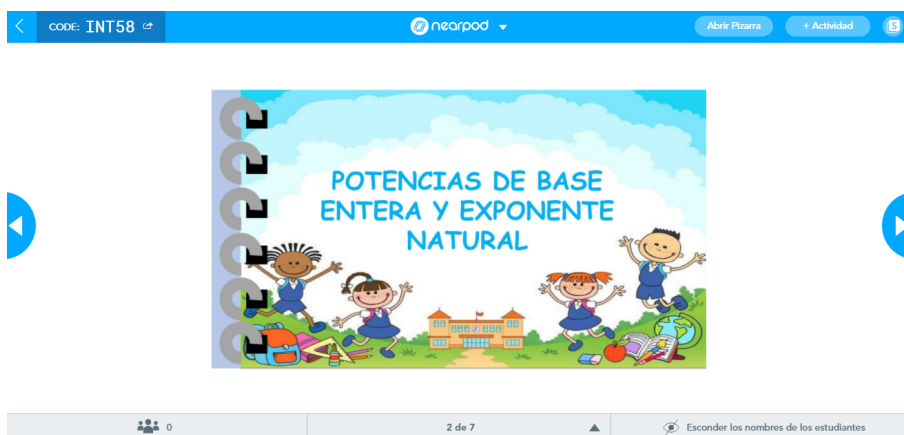 CODE: INT58
nearpod
Abrir Pizarra
+ Actividad
S
POTENCIAS DE BASE
ENTERA Y EXPONENTE
NATURAL
0
2 de 7
Esconder los nombres de los estudiantes